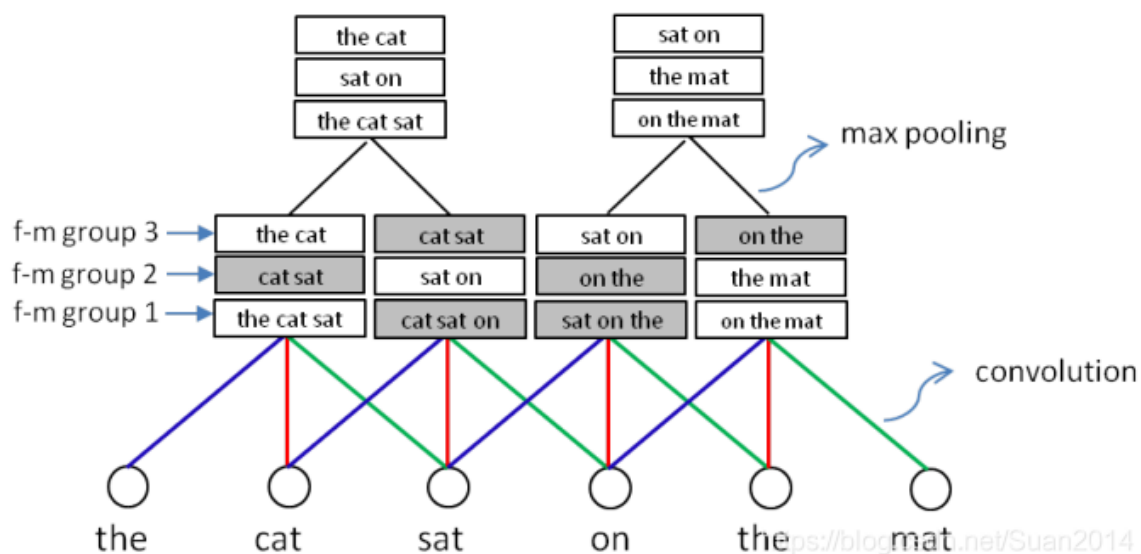 the cat
sat on
the cat sat
sat on
the mat
on the mat
max pooling
f-m group 3
the cat
cat sat
sat on
on the
f-m group 2
cat sat
sat on
on the
the mat
f-m group 1
the cat sat
cat sat on
sat on the
on the mat
convolution
the cat sat on the mat
ps://blog.csdn.net/Suan2014